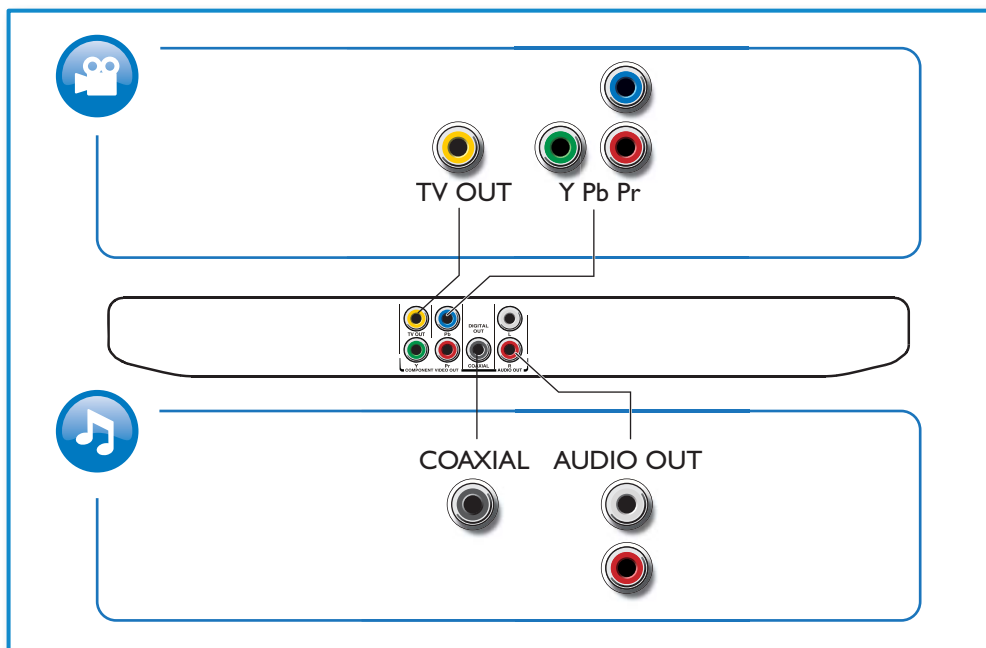 TV OUT
Y Pb Pr
TV OUT
Pb
DIGITAL
OUT
L
Y
Pr
COAXIAL
R
COMPONENT VIDEO OUT
AUDIO OUT
COAXIAL
AUDIO OUT